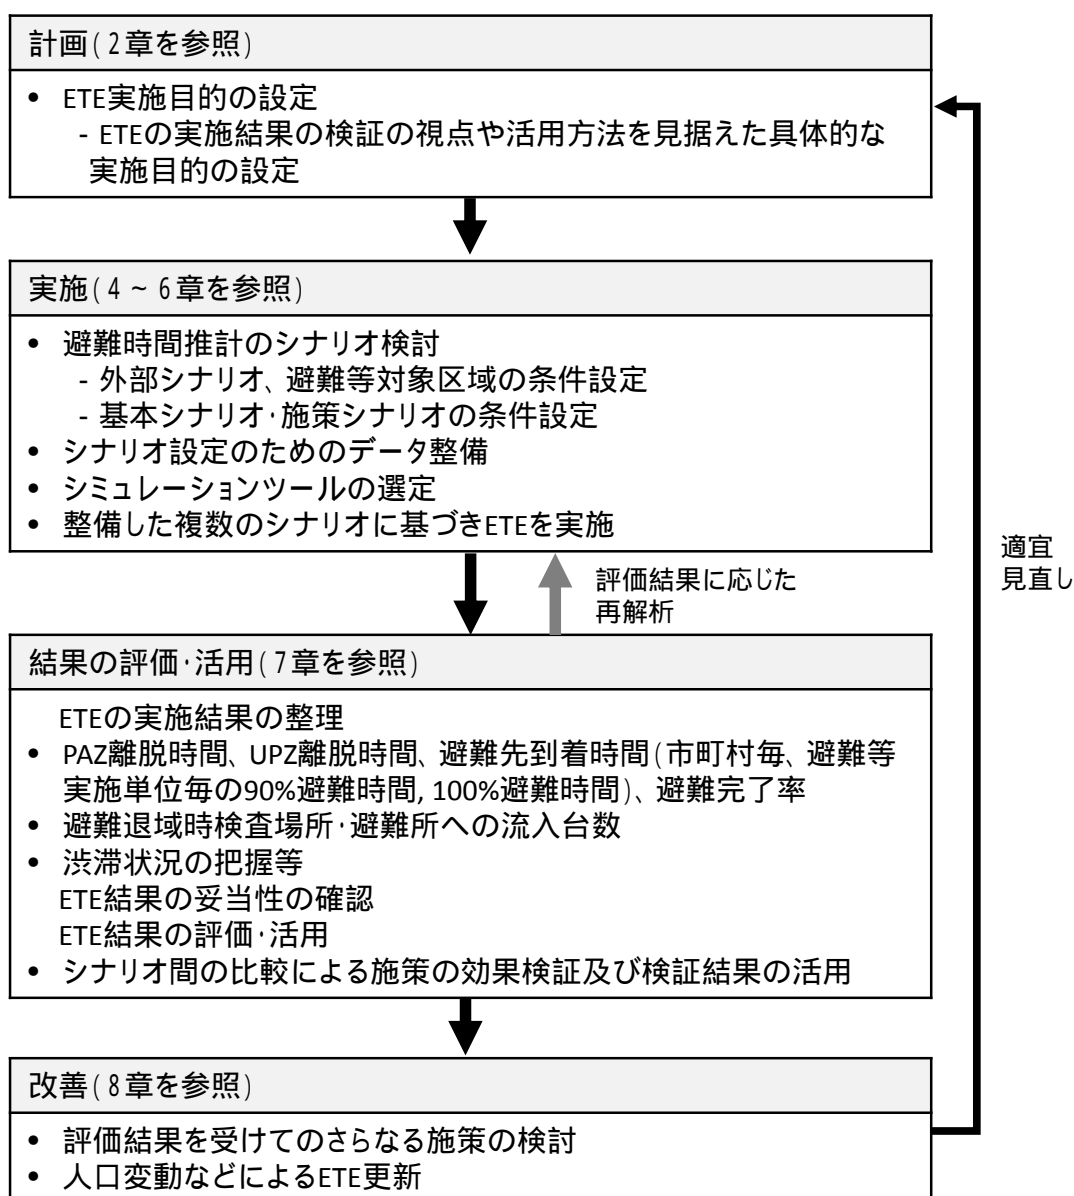 計画(2章を参照)
• ETE実施目的の設定
- ETEの実施結果の検証の視点や活用方法を見据えた具体的な
実施目的の設定
実施(4~6章を参照)
• 避難時間推計のシナリオ検討
- 外部シナリオ、避難等対象区域の条件設定
- 基本シナリオ・施策シナリオの条件設定
• シナリオ設定のためのデータ整備
• シミュレーションツールの選定
• 整備した複数のシナリオに基づきETEを実施
適宜
見直し
評価結果に応じた
再解析
結果の評価・活用(7章を参照)
ETEの実施結果の整理
• PAZ離脱時間、UPZ離脱時間、避難先到着時間(市町村毎、避難等
実施単位毎の90%避難時間, 100%避難時間)、避難完了率
• 避難退域時検査場所・避難所への流入台数
• 渋滞状況の把握等
ETE結果の妥当性の確認
ETE結果の評価・活用
• シナリオ間の比較による施策の効果検証及び検証結果の活用
改善(8章を参照)
• 評価結果を受けてのさらなる施策の検討
• 人口変動などによるETE更新